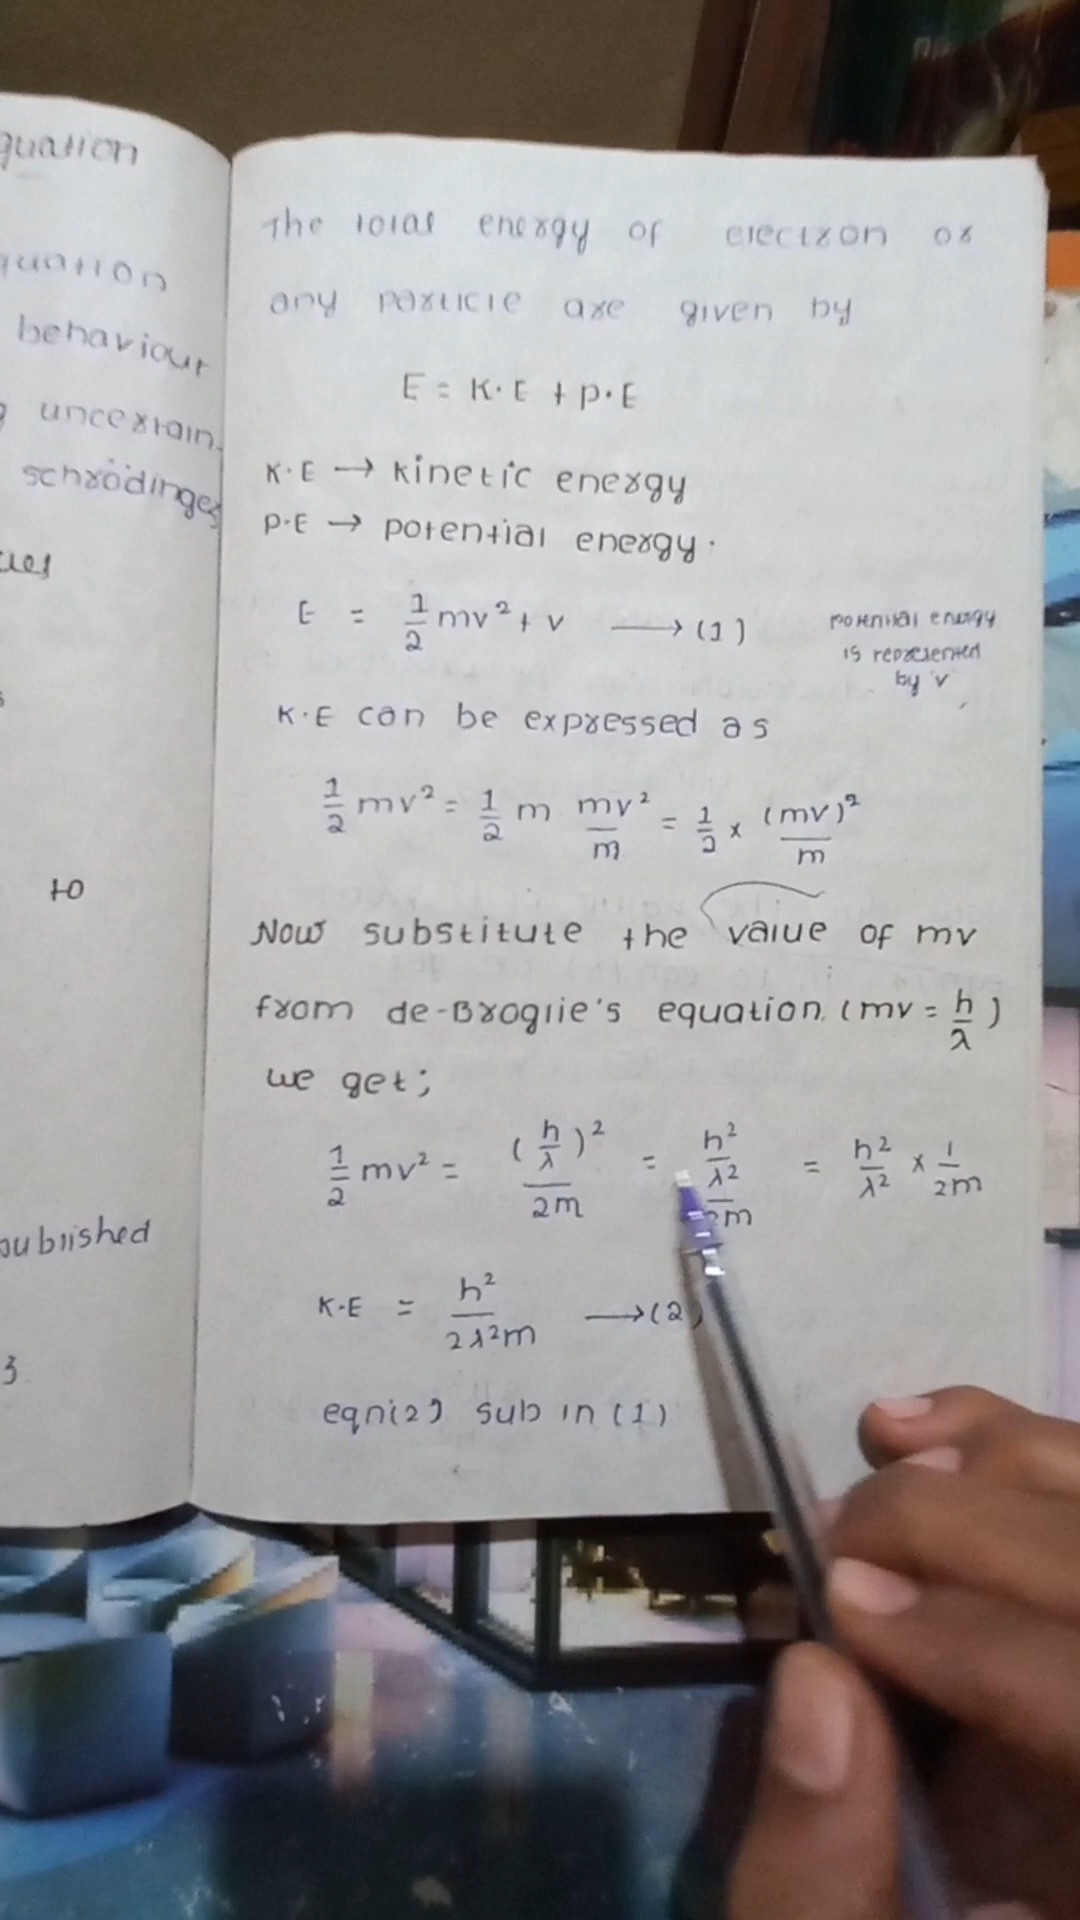 quation
quation
behaviour
uncertain.
schrödinger
to
published
3
The total energy of electron or
any particle are given by
E = K.E + P.E
K.E → kinetic energy
P.E → potential energy.
E = 1/2 mv² + v → (1)
potential energy
is represented
by v
K.E can be expressed as
1/2 mv² = 1/2 m mv²/m = 1/2 × (mv)²/m
Now substitute the value of mv
from de-Broglie's equation. (mv = h/λ)
we get;
1/2 mv² = (h/λ)²/2m = h²/λ²/2m = h²/λ² × 1/2m
K.E = h²/2λ²m → (2)
eqn(2) sub in (1)